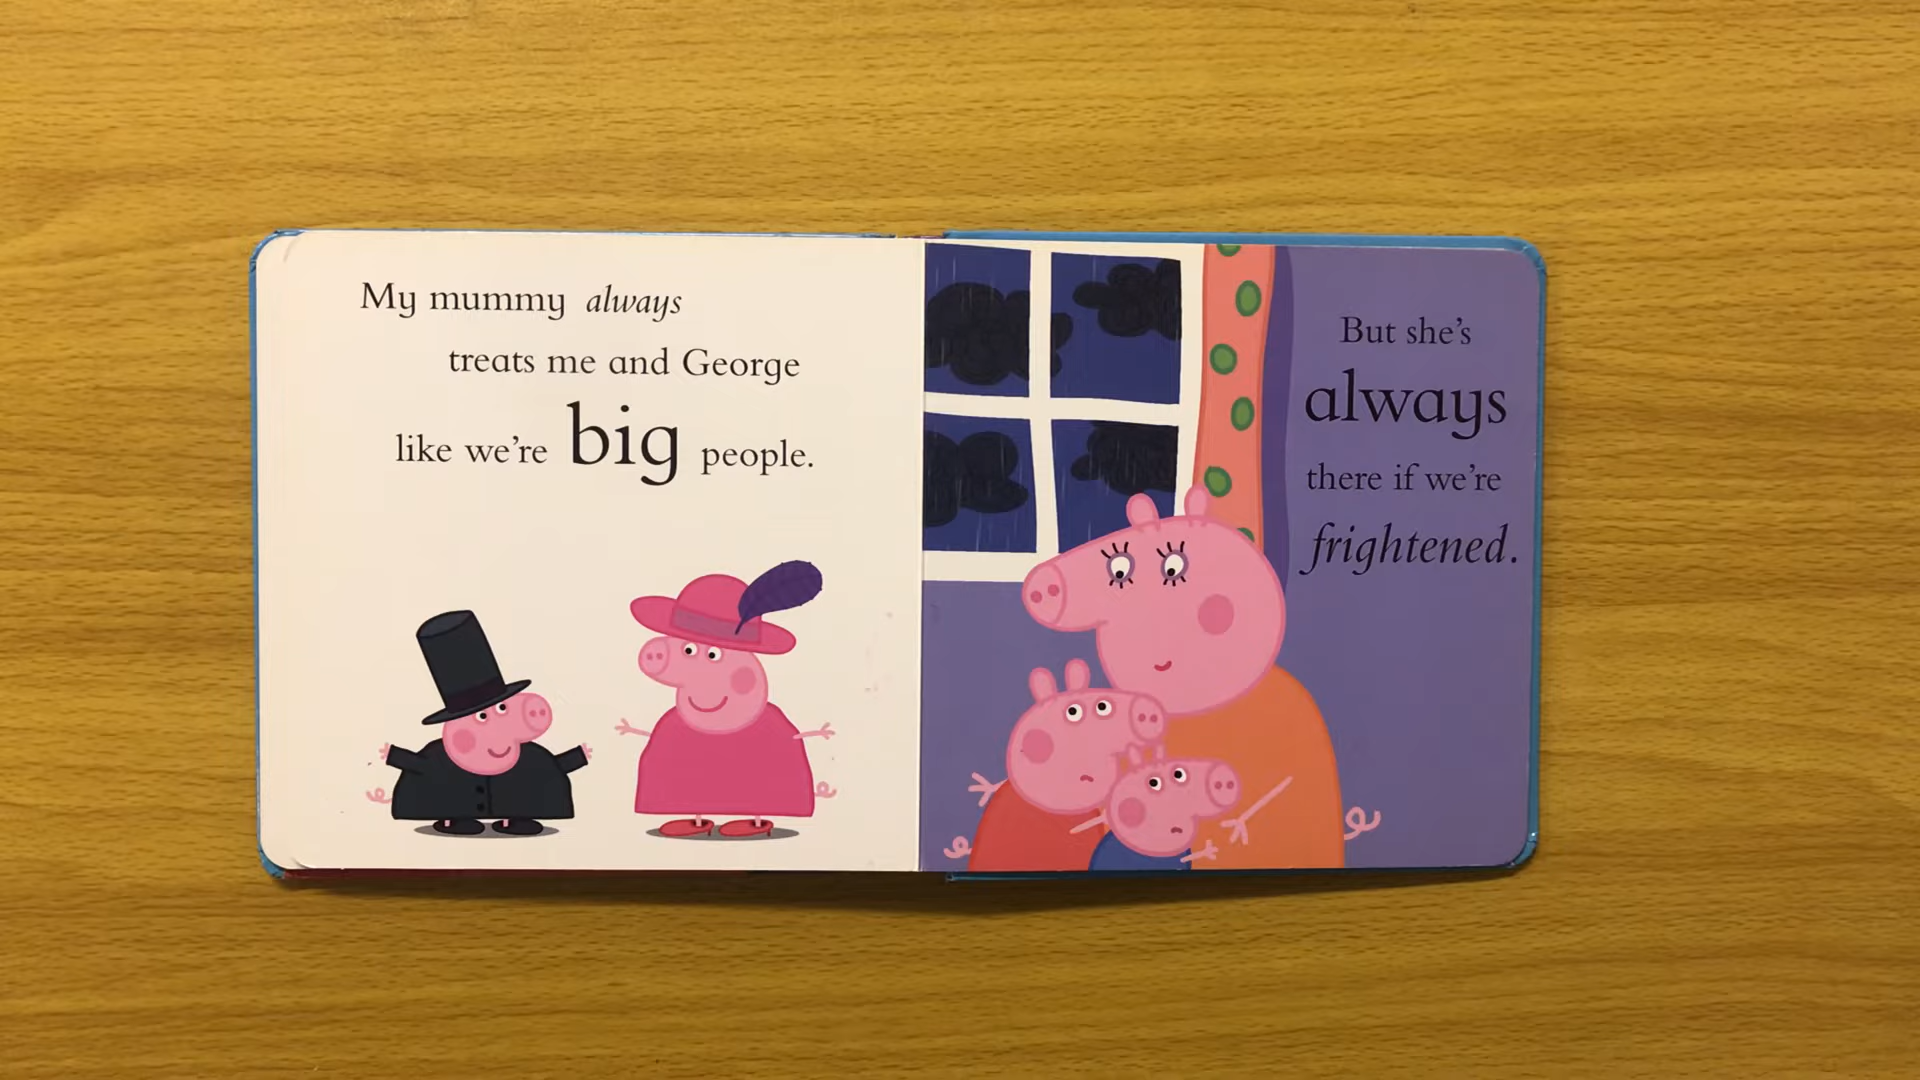 My mummy always
treats me and George
like we're big people.
But she's
always
there if we're
frightened.